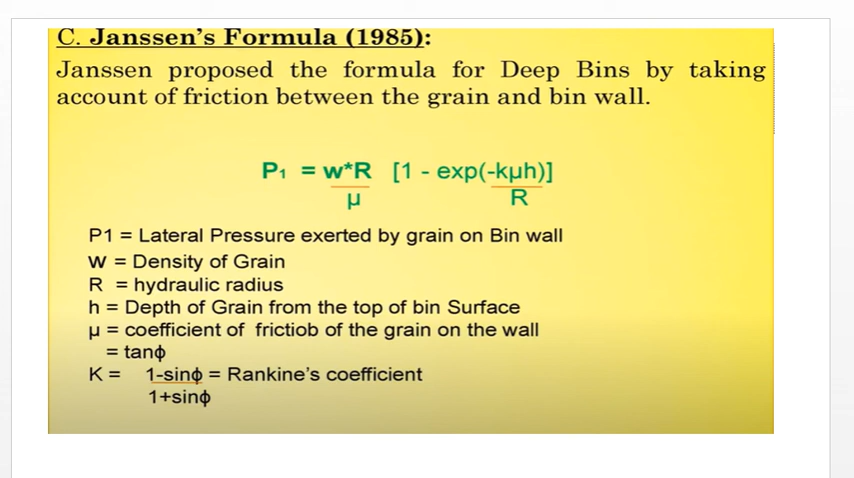 C. Janssen's Formula (1985):
Janssen proposed the formula for Deep Bins by taking
account of friction between the grain and bin wall.
P1 = w*R [1 - exp(-kμh)]
μ R
P1 = Lateral Pressure exerted by grain on Bin wall
w = Density of Grain
R = hydraulic radius
h = Depth of Grain from the top of bin Surface
μ = coefficient of frictiob of the grain on the wall
= tanϕ
K = 1-sinϕ = Rankine's coefficient
1+sinϕ